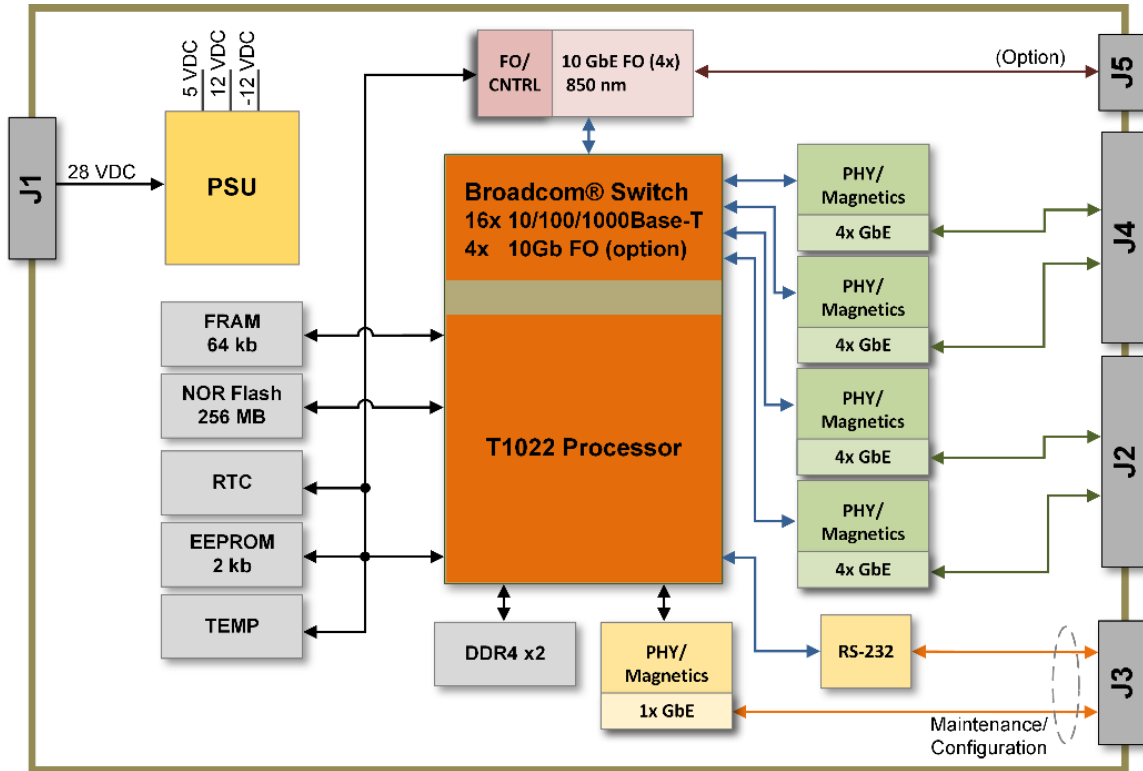 5 VDC
12 VDC
-12 VDC
J1
28 VDC
PSU
FO/
CNTRL
10 GbE FO (4x)
850 nm
(Option)
J5
Broadcom® Switch
16x 10/100/1000Base-T
4x 10Gb FO (option)
T1022 Processor
PHY/
Magnetics
4x GbE
PHY/
Magnetics
4x GbE
J4
PHY/
Magnetics
4x GbE
PHY/
Magnetics
4x GbE
J2
FRAM
64 kb
NOR Flash
256 MB
RTC
EEPROM
2 kb
TEMP
DDR4 x2
PHY/
Magnetics
1x GbE
RS-232
J3
Maintenance/
Configuration